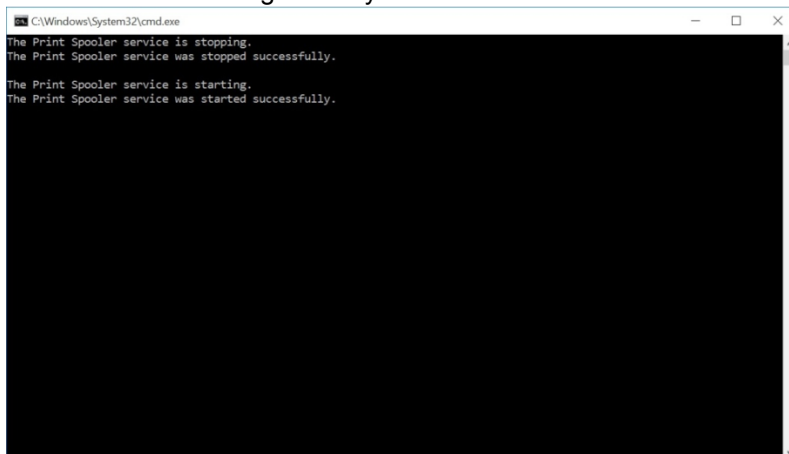 C:\Windows\System32\cmd.exe
The Print Spooler service is stopping.
The Print Spooler service was stopped successfully.
The Print Spooler service is starting.
The Print Spooler service was started successfully.